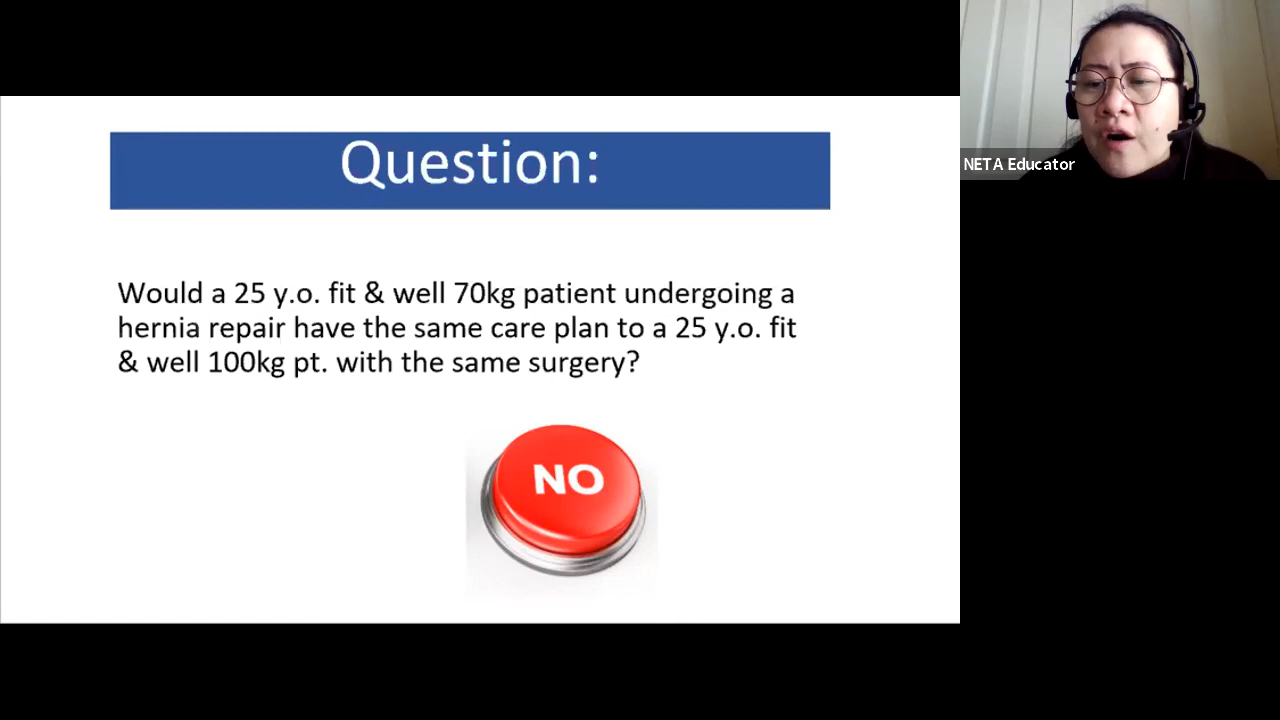 Question:
NETA Educator
Would a 25 y.o. fit & well 70kg patient undergoing a
hernia repair have the same care plan to a 25 y.o. fit
& well 100kg pt. with the same surgery?
NO